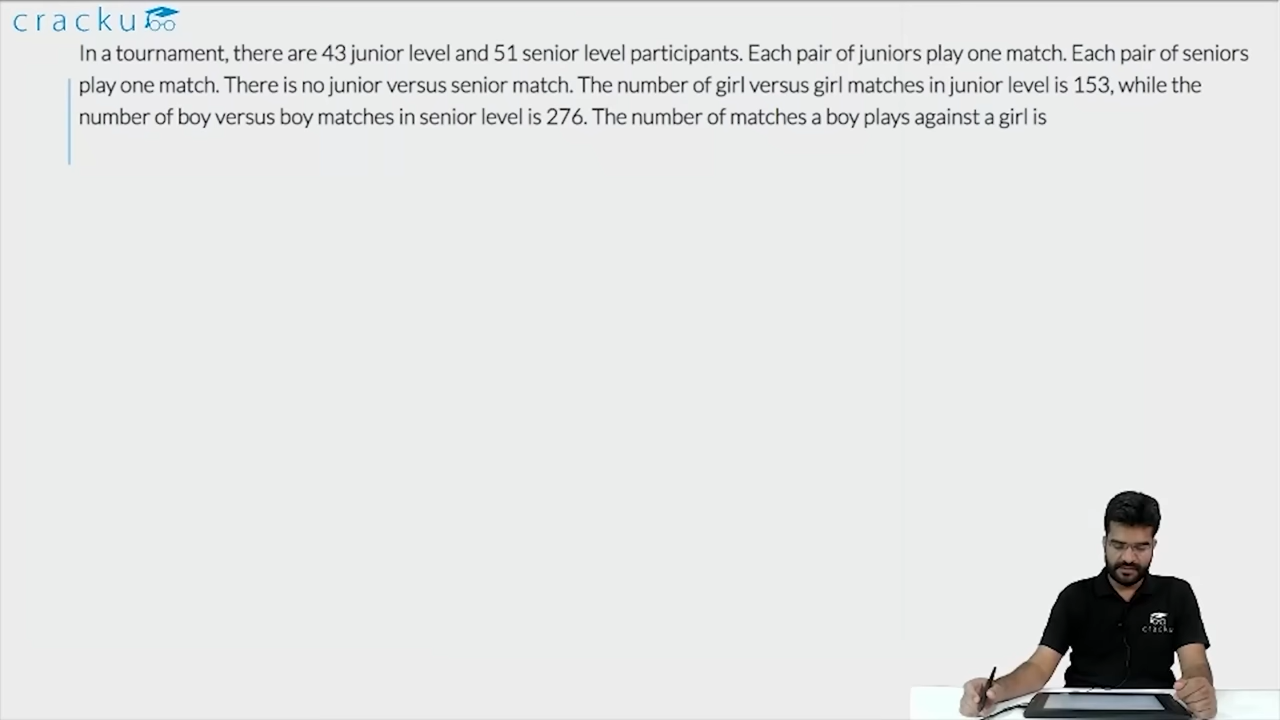 cracku
In a tournament, there are 43 junior level and 51 senior level participants. Each pair of juniors play one match. Each pair of seniors
play one match. There is no junior versus senior match. The number of girl versus girl matches in junior level is 153, while the
number of boy versus boy matches in senior level is 276. The number of matches a boy plays against a girl is
cracku